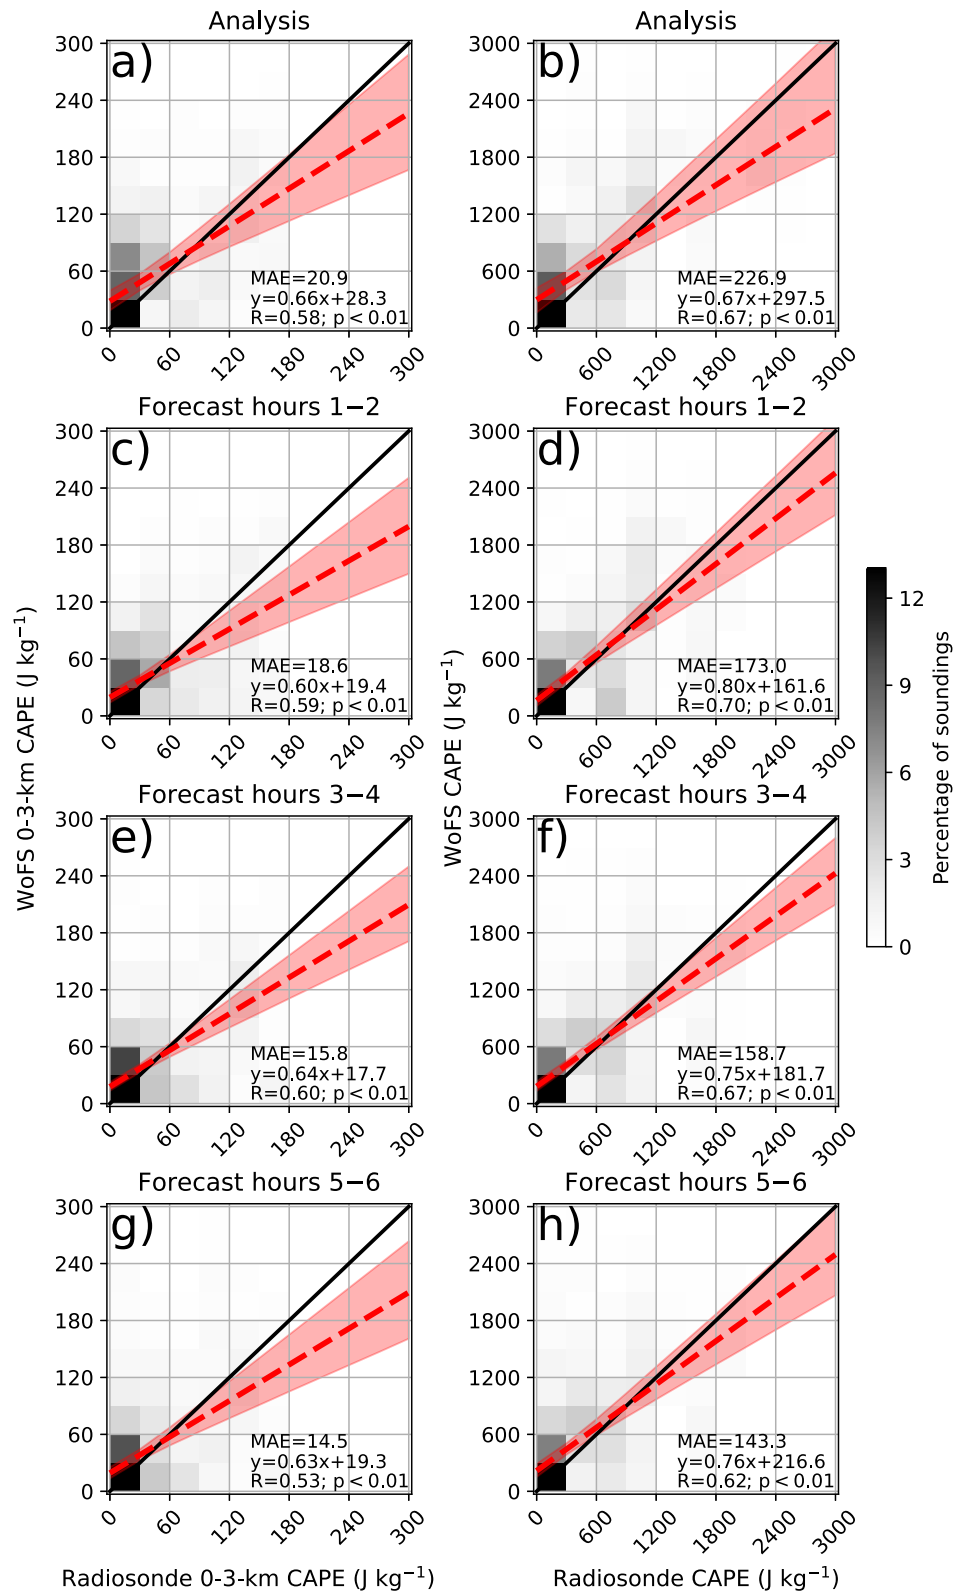 Analysis
a)
300
240
180
120
60
0
MAE=20.9
y=0.66x+28.3
R=0.58; p<0.01
0
60
120
180
240
300
Analysis
b)
3000
2400
1800
1200
600
0
MAE=226.9
y=0.67x+297.5
R=0.67; p<0.01
0
600
1200
1800
2400
3000
Forecast hours 1−2
c)
300
240
180
120
60
0
MAE=18.6
y=0.60x+19.4
R=0.59; p<0.01
0
60
120
180
240
300
Forecast hours 1−2
d)
3000
2400
1800
1200
600
0
MAE=173.0
y=0.80x+161.6
R=0.70; p<0.01
0
600
1200
1800
2400
3000
Forecast hours 3−4
e)
300
240
180
120
60
0
MAE=15.8
y=0.64x+17.7
R=0.60; p<0.01
0
60
120
180
240
300
Forecast hours 3−4
f)
3000
2400
1800
1200
600
0
MAE=158.7
y=0.75x+181.7
R=0.67; p<0.01
0
600
1200
1800
2400
3000
Forecast hours 5−6
g)
300
240
180
120
60
0
MAE=14.5
y=0.63x+19.3
R=0.53; p<0.01
0
60
120
180
240
300
Forecast hours 5−6
h)
3000
2400
1800
1200
600
0
MAE=143.3
y=0.76x+216.6
R=0.62; p<0.01
0
600
1200
1800
2400
3000
WoFS 0-3-km CAPE (J kg⁻¹)
WoFS CAPE (J kg⁻¹)
Radiosonde 0-3-km CAPE (J kg⁻¹)
Radiosonde CAPE (J kg⁻¹)
12
9
6
3
0
Percentage of soundings